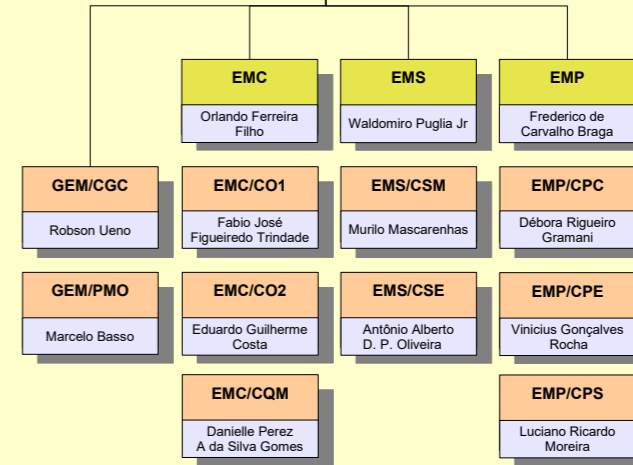 EMC
Orlando Ferreira
Filho
EMS
Waldomiro Puglia Jr
EMP
Frederico de
Carvalho Braga
GEM/CGC
Robson Ueno
EMC/CO1
Fabio José
Figueiredo Trindade
EMS/CSM
Murilo Mascarenhas
EMP/CPC
Débora Rigueiro
Gramani
GEM/PMO
Marcelo Basso
EMC/CO2
Eduardo Guilherme
Costa
EMS/CSE
Antônio Alberto
D. P. Oliveira
EMP/CPE
Vinicius Gonçalves
Rocha
EMC/CQM
Danielle Perez
A da Silva Gomes
EMP/CPS
Luciano Ricardo
Moreira